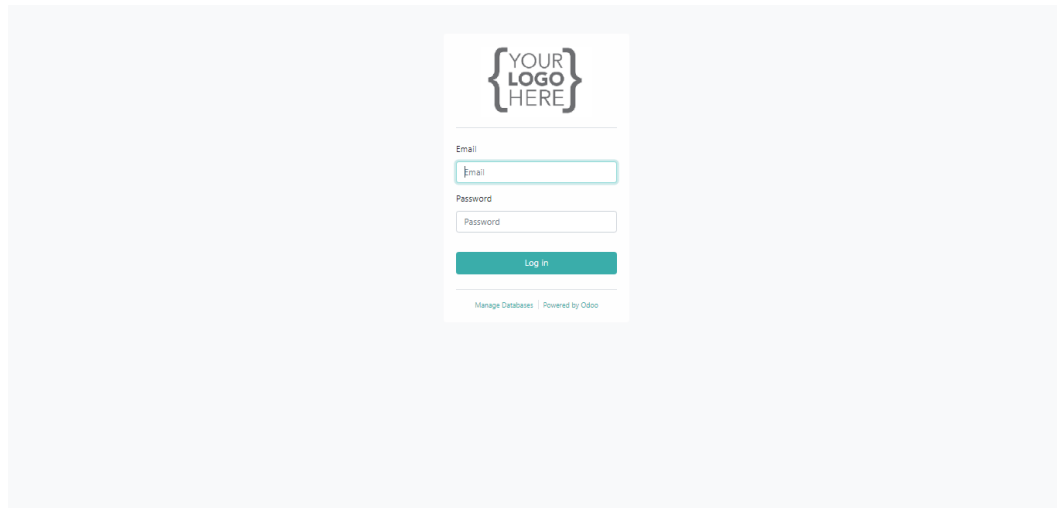 YOUR
LOGO
HERE
Email
Email
Password
Password
Log in
Manage Databases | Powered by Odoo